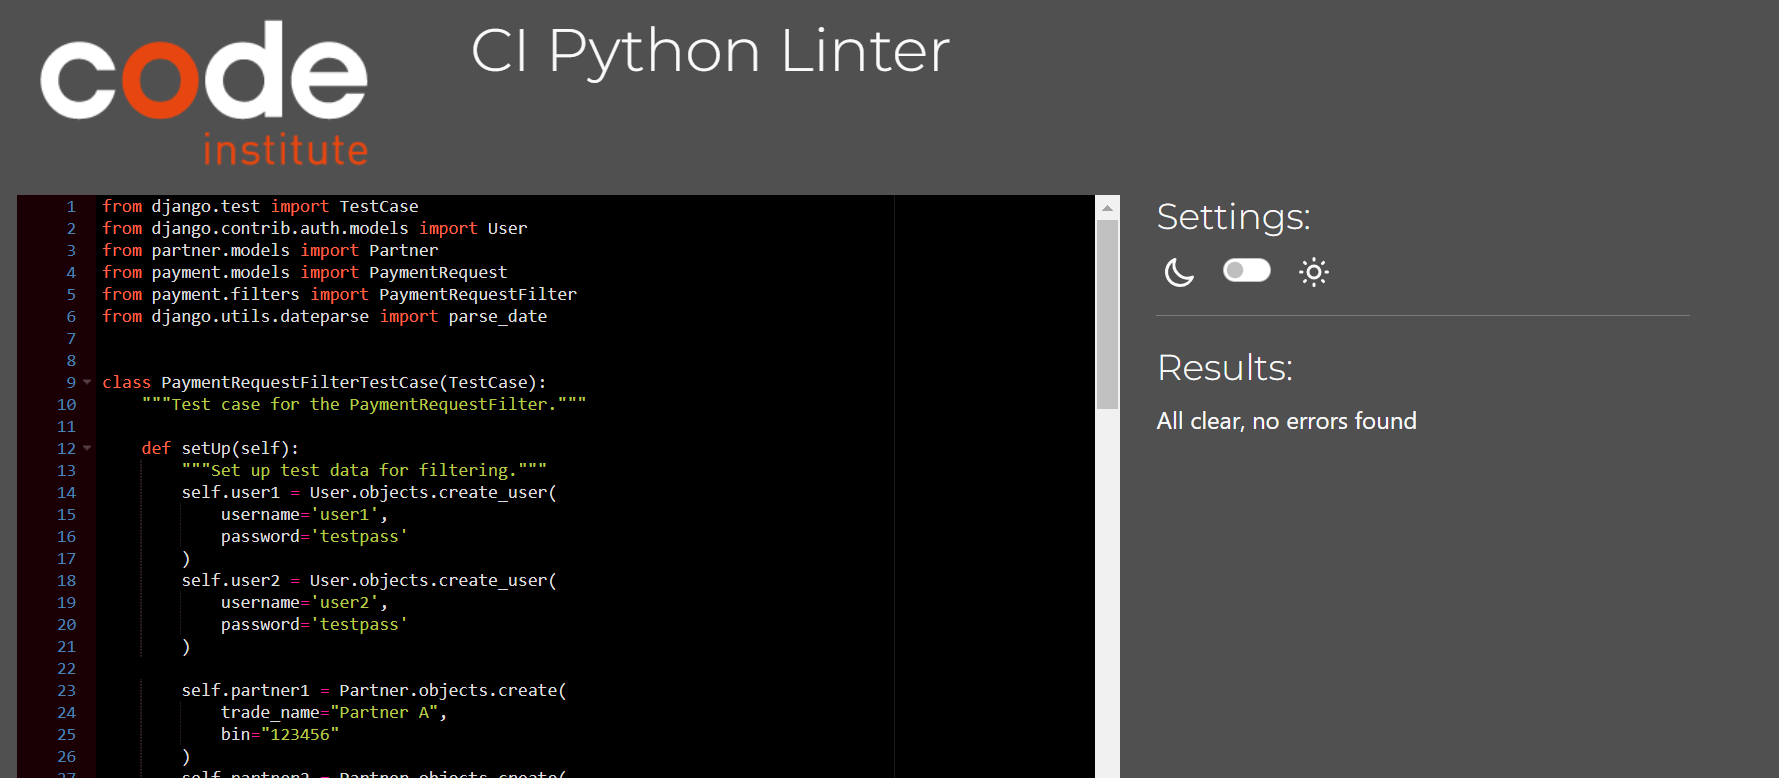 code
institute
CI Python Linter
1 from django.test import TestCase
2 from django.contrib.auth.models import User
3 from partner.models import Partner
4 from payment.models import PaymentRequest
5 from payment.filters import PaymentRequestFilter
6 from django.utils.dateparse import parse_date
7
8
9 class PaymentRequestFilterTestCase(TestCase):
10     """Test case for the PaymentRequestFilter."""
11
12     def setUp(self):
13         """Set up test data for filtering."""
14         self.user1 = User.objects.create_user(
15             username='user1',
16             password='testpass'
17         )
18         self.user2 = User.objects.create_user(
19             username='user2',
20             password='testpass'
21         )
22
23         self.partner1 = Partner.objects.create(
24             trade_name="Partner A",
25             bin="123456"
26         )
27         self.partner2 = Partner.objects.create(
Settings:
Results:
All clear, no errors found